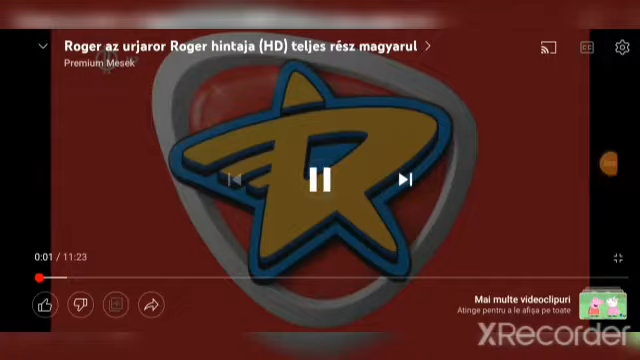 Roger az urjaror Roger hintaja (HD) teljes rész magyarul
Premium Mesék
CC
R
0:01 / 11:23
Mai multe videoclipuri
Atinge pentru a le afișa pe toate
XRecorder